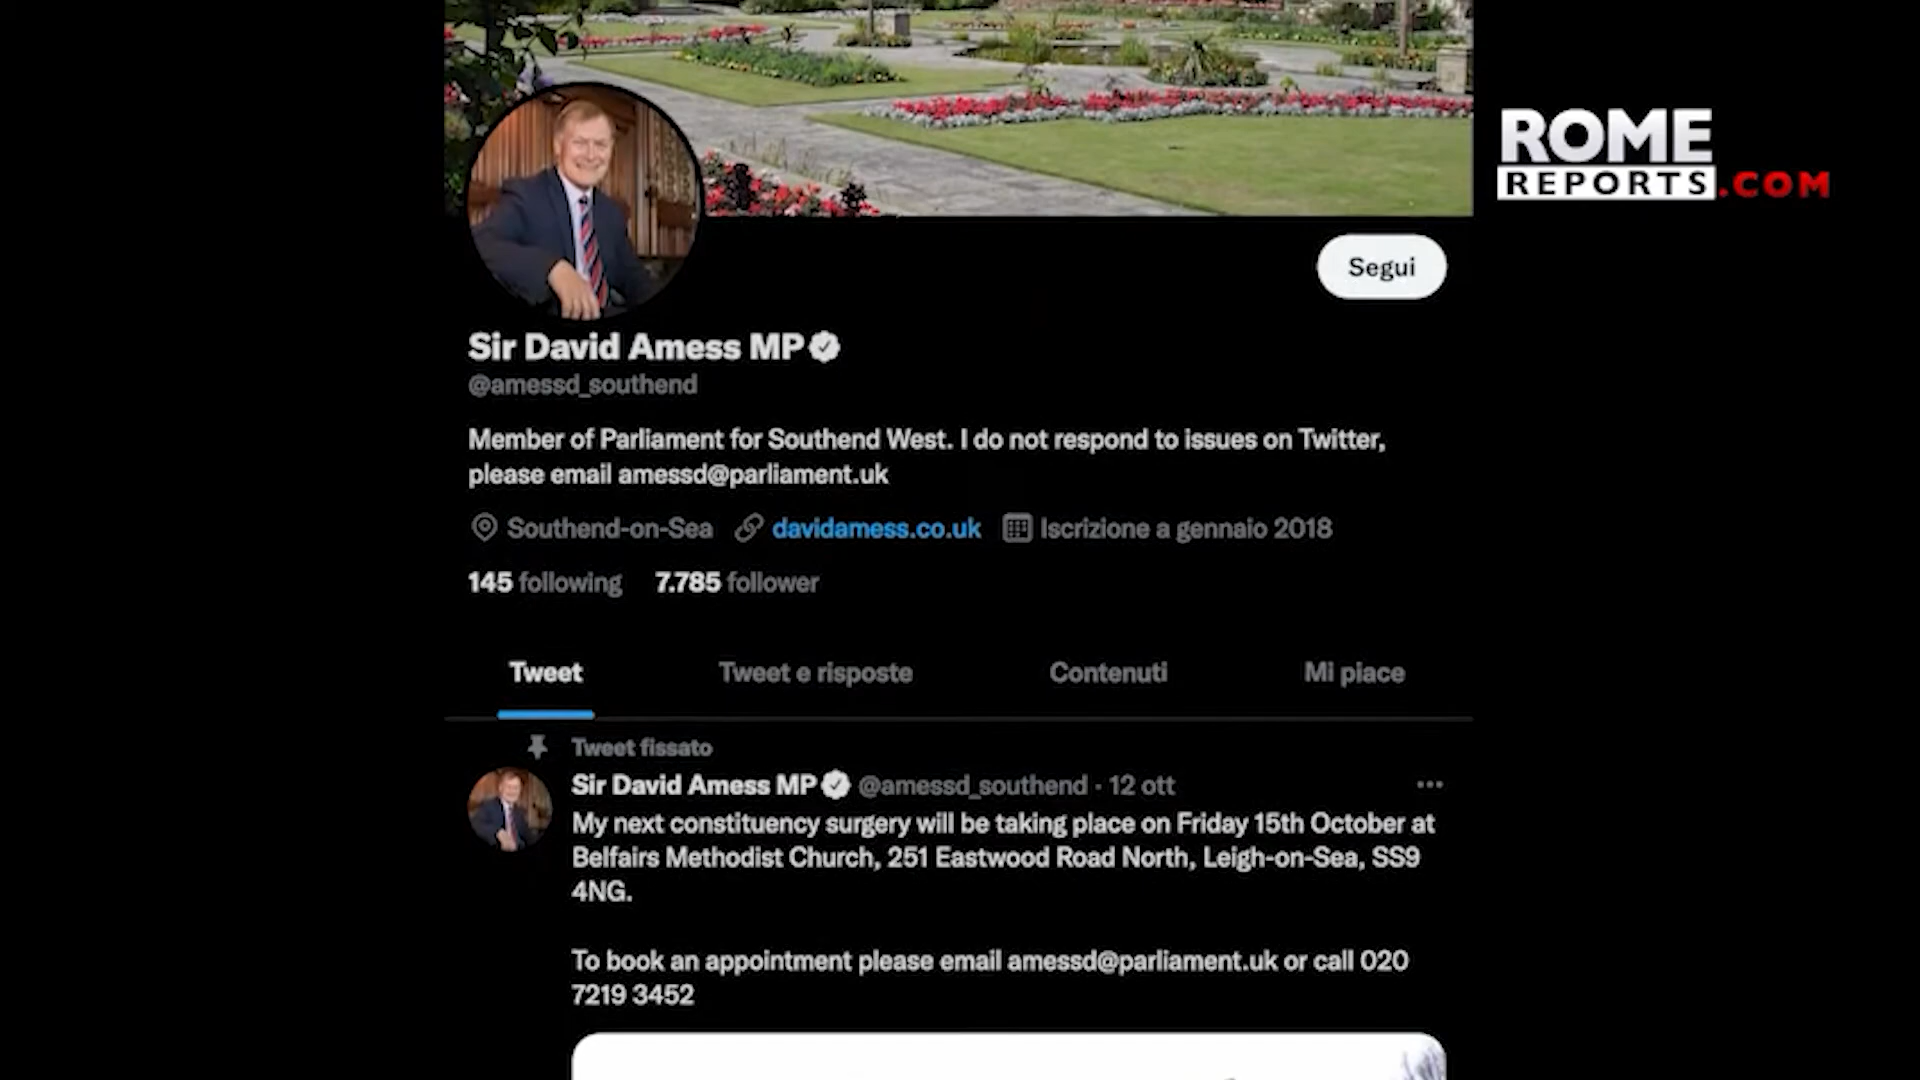 ROME
REPORTS.COM
Segui
Sir David Amess MP
@amessd_southend
Member of Parliament for Southend West. I do not respond to issues on Twitter,
please email amessd@parliament.uk
Southend-on-Sea davidamess.co.uk Iscrizione a gennaio 2018
145 following 7.785 follower
Tweet Tweet e risposte Contenuti Mi piace
Tweet fissato
Sir David Amess MP @amessd_southend · 12 ott
My next constituency surgery will be taking place on Friday 15th October at
Belfairs Methodist Church, 251 Eastwood Road North, Leigh-on-Sea, SS9
4NG.
To book an appointment please email amessd@parliament.uk or call 020
7219 3452